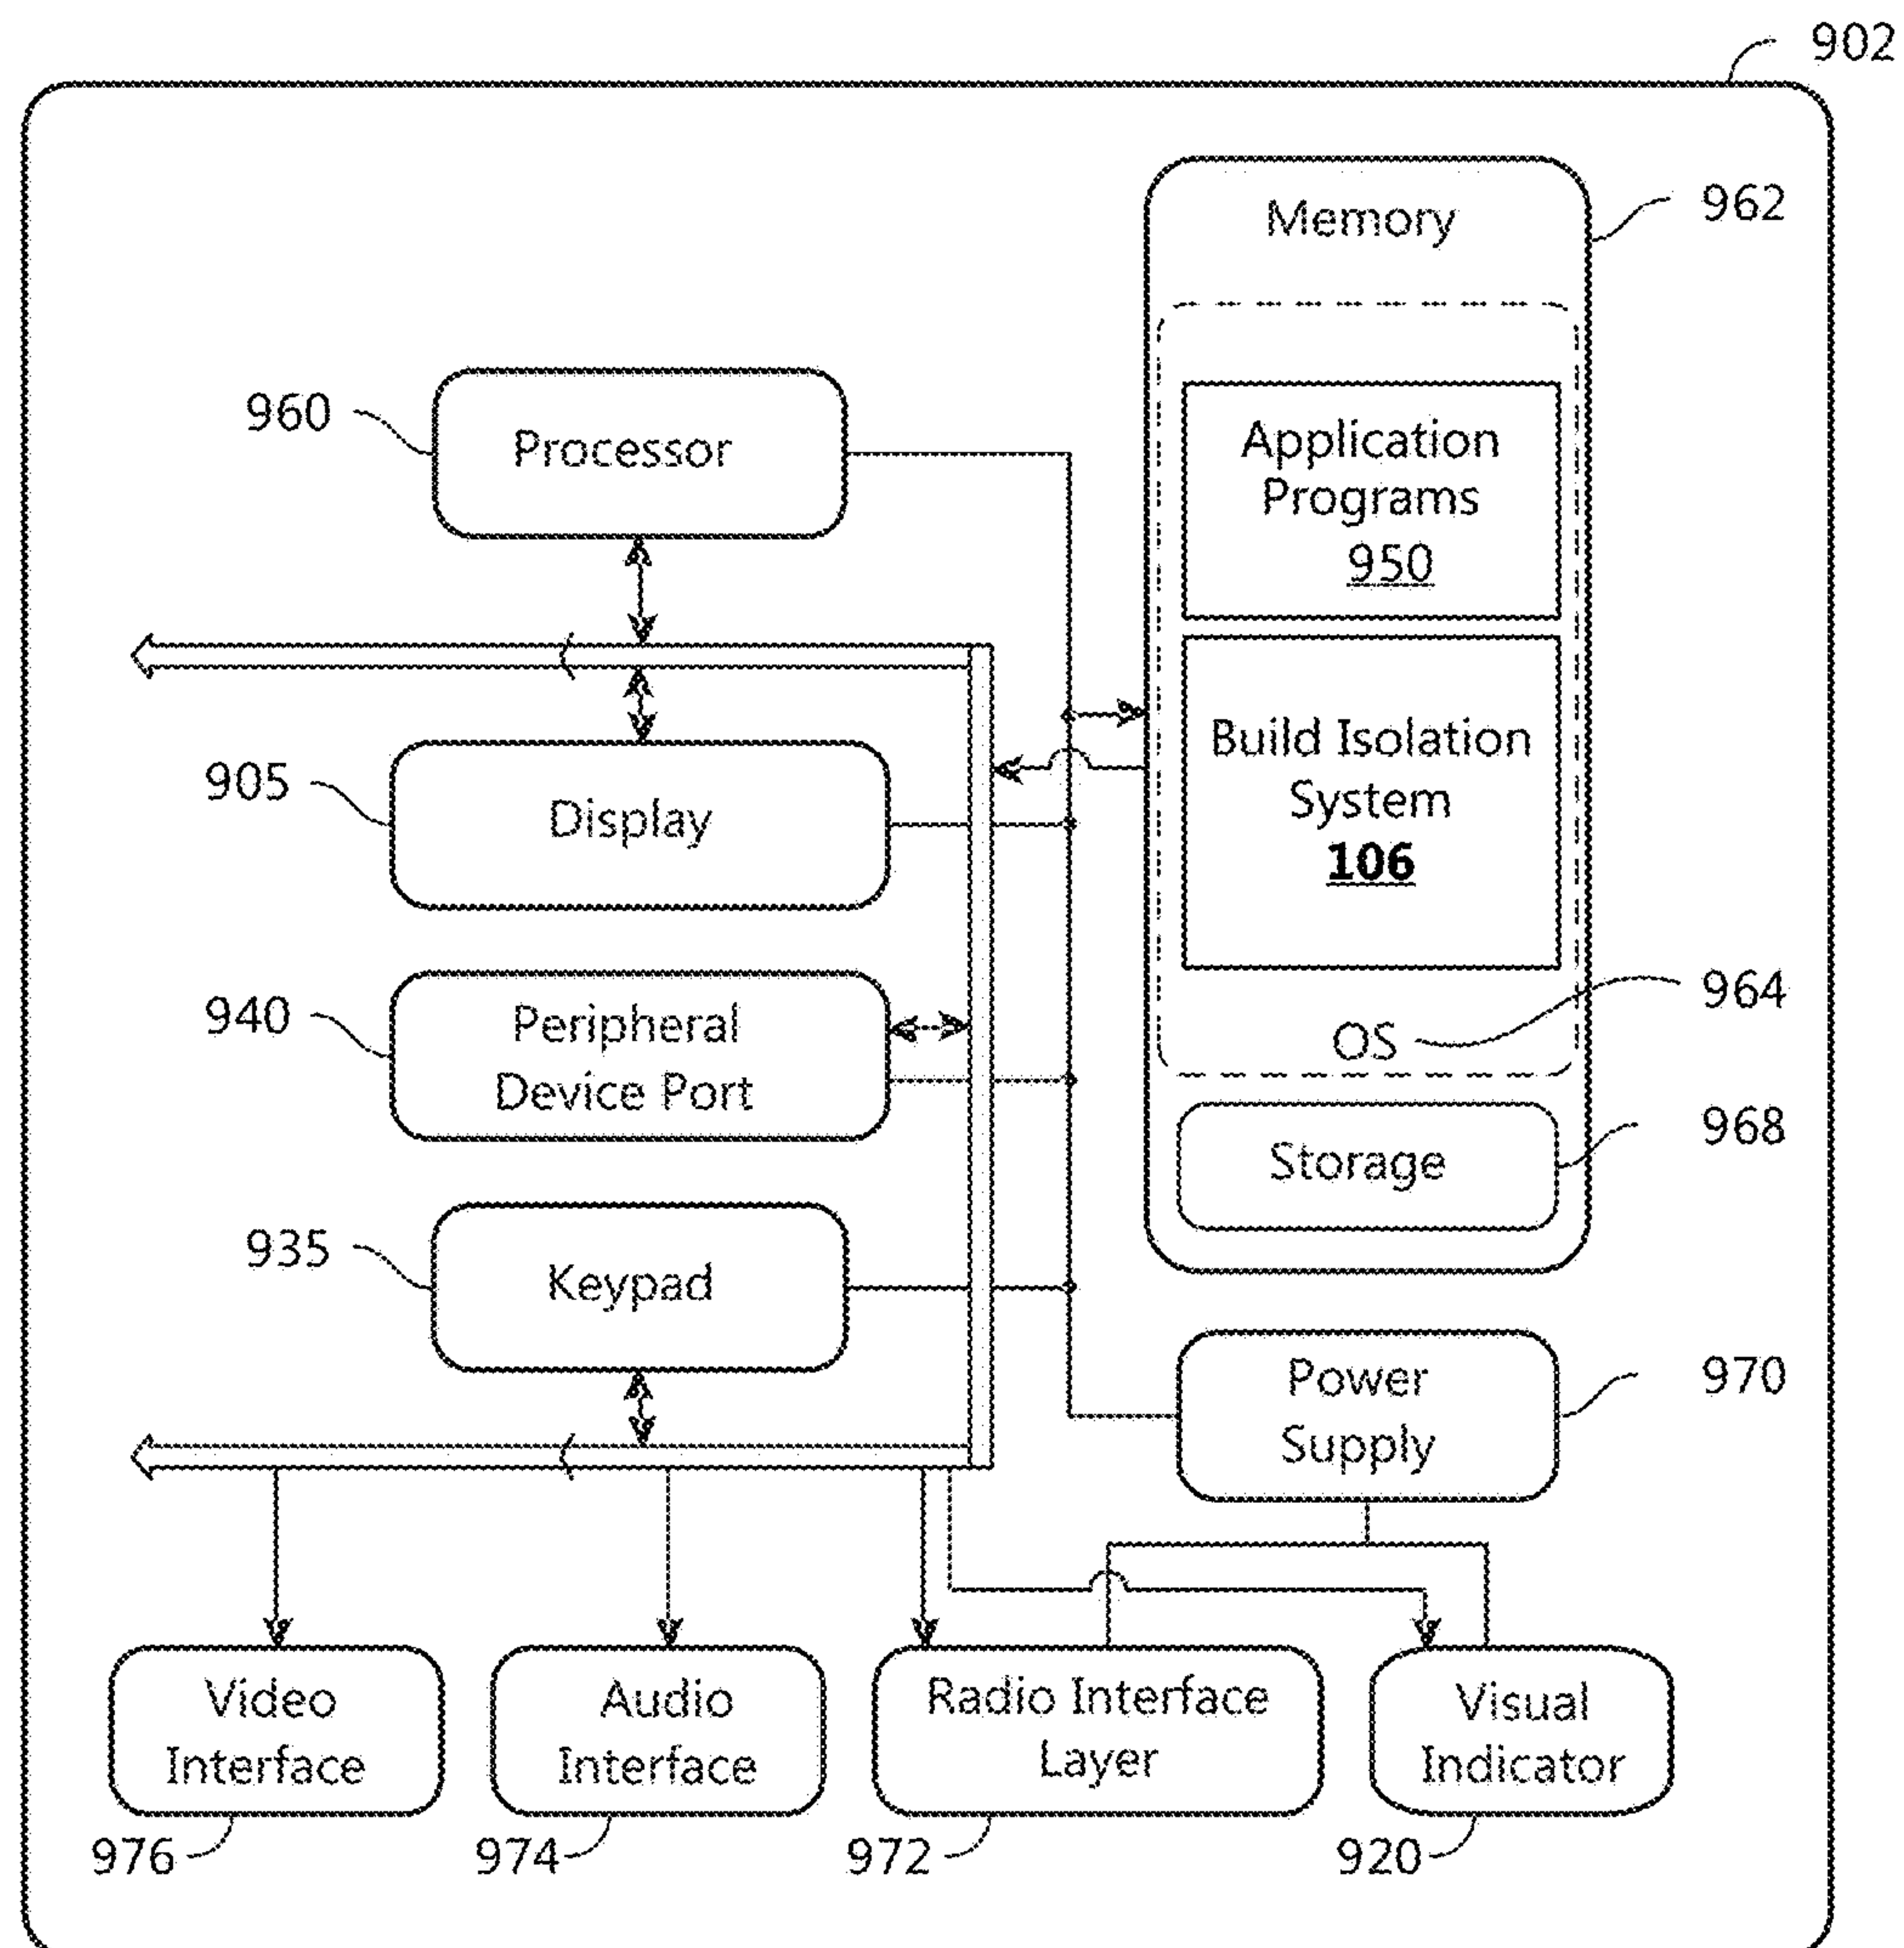 902
Memory
962
Application
Programs
950
960
Processor
Build Isolation
System
106
905
Display
964
OS
940
Peripheral
Device Port
968
Storage
935
Keypad
970
Power
Supply
Video
Interface
Audio
Interface
Radio Interface
Layer
Visual
Indicator
976
974
972
920